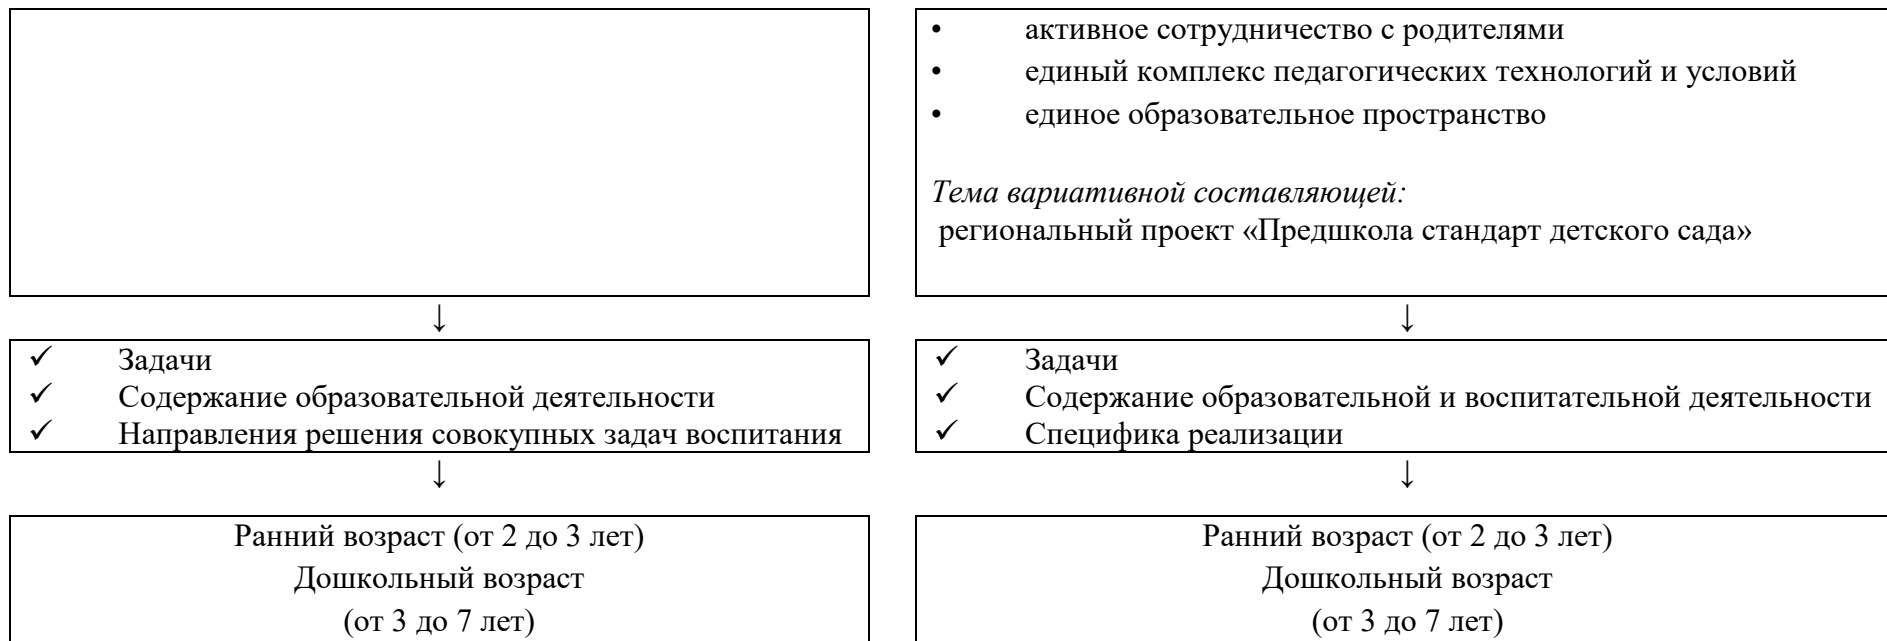 • активное сотрудничество с родителями
• единый комплекс педагогических технологий и условий
• единое образовательное пространство
Тема вариативной составляющей:
региональный проект «Предшкола стандарт детского сада»
↓
↓
✓ Задачи
✓ Содержание образовательной деятельности
✓ Направления решения совокупных задач воспитания
✓ Задачи
✓ Содержание образовательной и воспитательной деятельности
✓ Специфика реализации
↓
↓
Ранний возраст (от 2 до 3 лет)
Дошкольный возраст
(от 3 до 7 лет)
Ранний возраст (от 2 до 3 лет)
Дошкольный возраст
(от 3 до 7 лет)